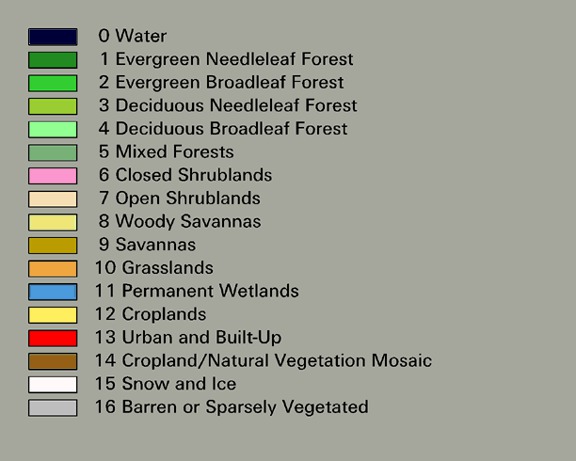 0 Water
1 Evergreen Needleleaf Forest
2 Evergreen Broadleaf Forest
3 Deciduous Needleleaf Forest
4 Deciduous Broadleaf Forest
5 Mixed Forests
6 Closed Shrublands
7 Open Shrublands
8 Woody Savannas
9 Savannas
10 Grasslands
11 Permanent Wetlands
12 Croplands
13 Urban and Built-Up
14 Cropland/Natural Vegetation Mosaic
15 Snow and Ice
16 Barren or Sparsely Vegetated